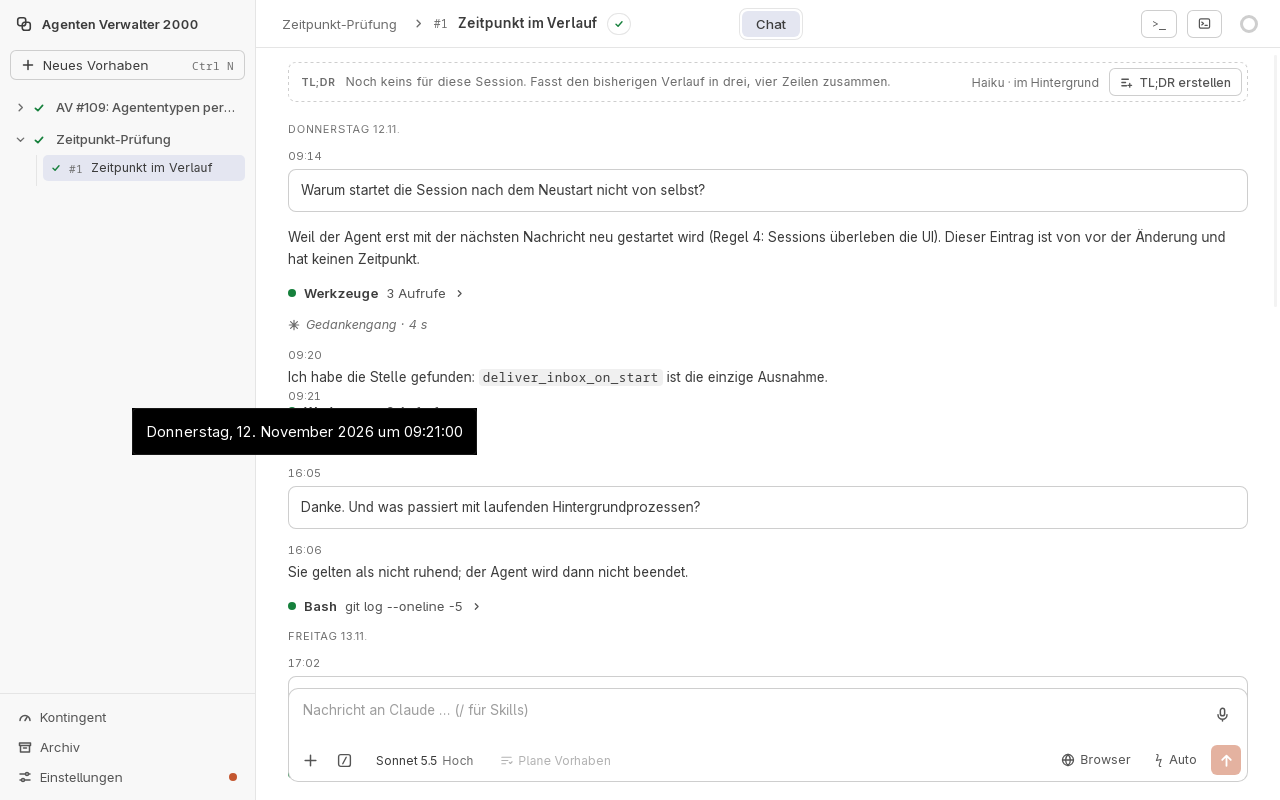 Agenten Verwalter 2000
Neues Vorhaben Ctrl N
AV #109: Agententypen per…
Zeitpunkt-Prüfung
#1 Zeitpunkt im Verlauf
Kontingent
Archiv
Einstellungen
Zeitpunkt-Prüfung #1 Zeitpunkt im Verlauf
Chat
>_
TL;DR Noch keins für diese Session. Fasst den bisherigen Verlauf in drei, vier Zeilen zusammen. Haiku · im Hintergrund TL;DR erstellen
DONNERSTAG 12.11.
09:14
Warum startet die Session nach dem Neustart nicht von selbst?
Weil der Agent erst mit der nächsten Nachricht neu gestartet wird (Regel 4: Sessions überleben die UI). Dieser Eintrag ist von vor der Änderung und
hat keinen Zeitpunkt.
Werkzeuge 3 Aufrufe
Gedankengang · 4 s
09:20
Ich habe die Stelle gefunden: deliver_inbox_on_start ist die einzige Ausnahme.
09:21
Donnerstag, 12. November 2026 um 09:21:00
16:05
Danke. Und was passiert mit laufenden Hintergrundprozessen?
16:06
Sie gelten als nicht ruhend; der Agent wird dann nicht beendet.
Bash git log --oneline -5
FREITAG 13.11.
17:02
Nachricht an Claude … (/ für Skills)
Sonnet 5.5 Hoch Plane Vorhaben Browser Auto